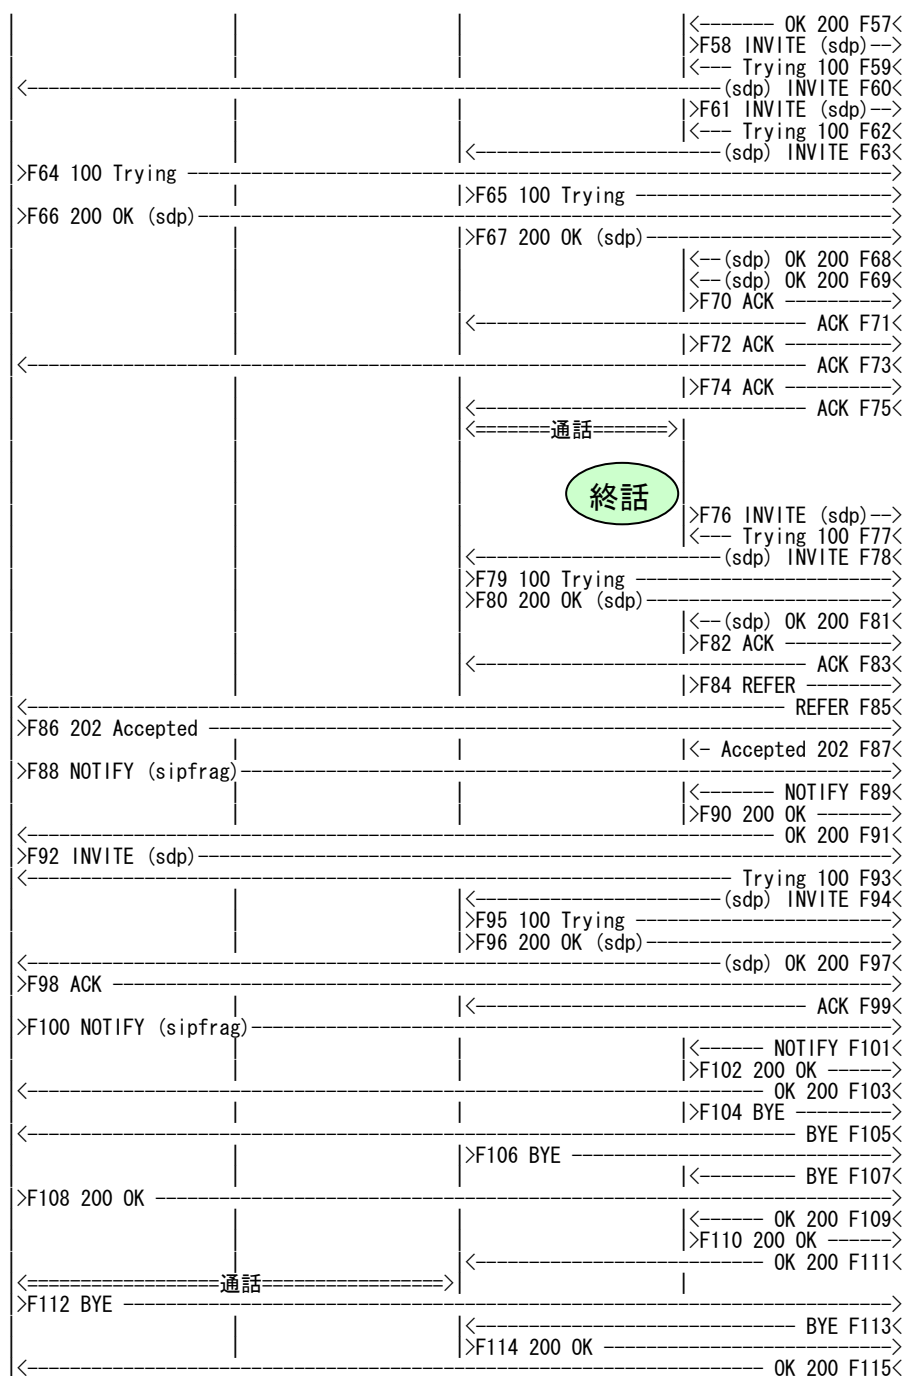 <------- OK 200 F57<
>F58 INVITE (sdp)-->
<--- Trying 100 F59<
<-----------------------------------------------------------------(sdp) INVITE F60<
>F61 INVITE (sdp)-->
<--- Trying 100 F62<
<-----------------------(sdp) INVITE F63<
>F64 100 Trying ------------------------------------------------------------------>
>F65 100 Trying ------------------------>
>F66 200 OK (sdp)----------------------------------------------------------------->
>F67 200 OK (sdp)----------------------->
<--(sdp) OK 200 F68<
<--(sdp) OK 200 F69<
>F70 ACK ---------->
<------------------------------- ACK F71<
>F72 ACK ---------->
<------------------------------------------------------------------------- ACK F73<
>F74 ACK ---------->
<------------------------------- ACK F75<
<=======通話=======>
終話
>F76 INVITE (sdp)-->
<--- Trying 100 F77<
<-----------------------(sdp) INVITE F78<
>F79 100 Trying ------------------------>
>F80 200 OK (sdp)----------------------->
<--(sdp) OK 200 F81<
>F82 ACK ---------->
<------------------------------- ACK F83<
>F84 REFER -------->
<----------------------------------------------------------------------- REFER F85<
>F86 202 Accepted ---------------------------------------------------------------->
<- Accepted 202 F87<
>F88 NOTIFY (sipfrag)------------------------------------------------------------->
<------- NOTIFY F89<
>F90 200 OK ------->
<---------------------------------------------------------------------- OK 200 F91<
>F92 INVITE (sdp)----------------------------------------------------------------->
<------------------------------------------------------------------ Trying 100 F93<
<-----------------------(sdp) INVITE F94<
>F95 100 Trying ------------------------>
>F96 200 OK (sdp)----------------------->
<-----------------------------------------------------------------(sdp) OK 200 F97<
>F98 ACK ------------------------------------------------------------------------->
<------------------------------- ACK F99<
>F100 NOTIFY (sipfrag)------------------------------------------------------------>
<------ NOTIFY F101<
>F102 200 OK ------>
<--------------------------------------------------------------------- OK 200 F103<
>F104 BYE --------->
<------------------------------------------------------------------------ BYE F105<
>F106 BYE ------------------------------>
<--------- BYE F107<
>F108 200 OK --------------------------------------------------------------------->
<------ OK 200 F109<
>F110 200 OK ------>
<--------------------------- OK 200 F111<
<==================通話=================>
>F112 BYE ------------------------------------------------------------------------>
<------------------------------ BYE F113<
>F114 200 OK --------------------------->
<--------------------------------------------------------------------- OK 200 F115<